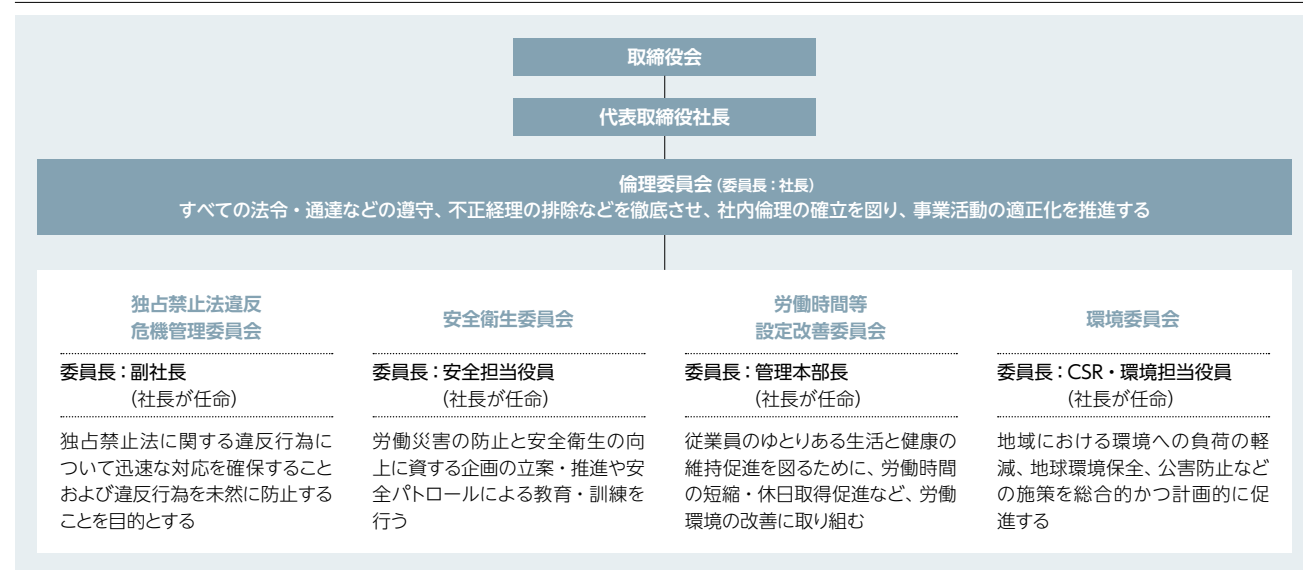 取締役会
代表取締役社長
倫理委員会(委員長:社長)
すべての法令・通達などの遵守、不正経理の排除などを徹底させ、社内倫理の確立を図り、事業活動の適正化を推進する
独占禁止法違反
危機管理委員会
委員長:副社長
(社長が任命)
独占禁止法に関する違反行為に
ついて迅速な対応を確保すること
および違反行為を未然に防止する
ことを目的とする
安全衛生委員会
委員長:安全担当役員
(社長が任命)
労働災害の防止と安全衛生の向
上に資する企画の立案・推進や安
全パトロールによる教育・訓練を
行う
労働時間等
設定改善委員会
委員長:管理本部長
(社長が任命)
従業員のゆとりある生活と健康の
維持促進を図るために、労働時間
の短縮・休日取得促進など、労働
環境の改善に取り組む
環境委員会
委員長:CSR・環境担当役員
(社長が任命)
地域における環境への負荷の軽
減、地球環境保全、公害防止など
の施策を総合的かつ計画的に促
進する